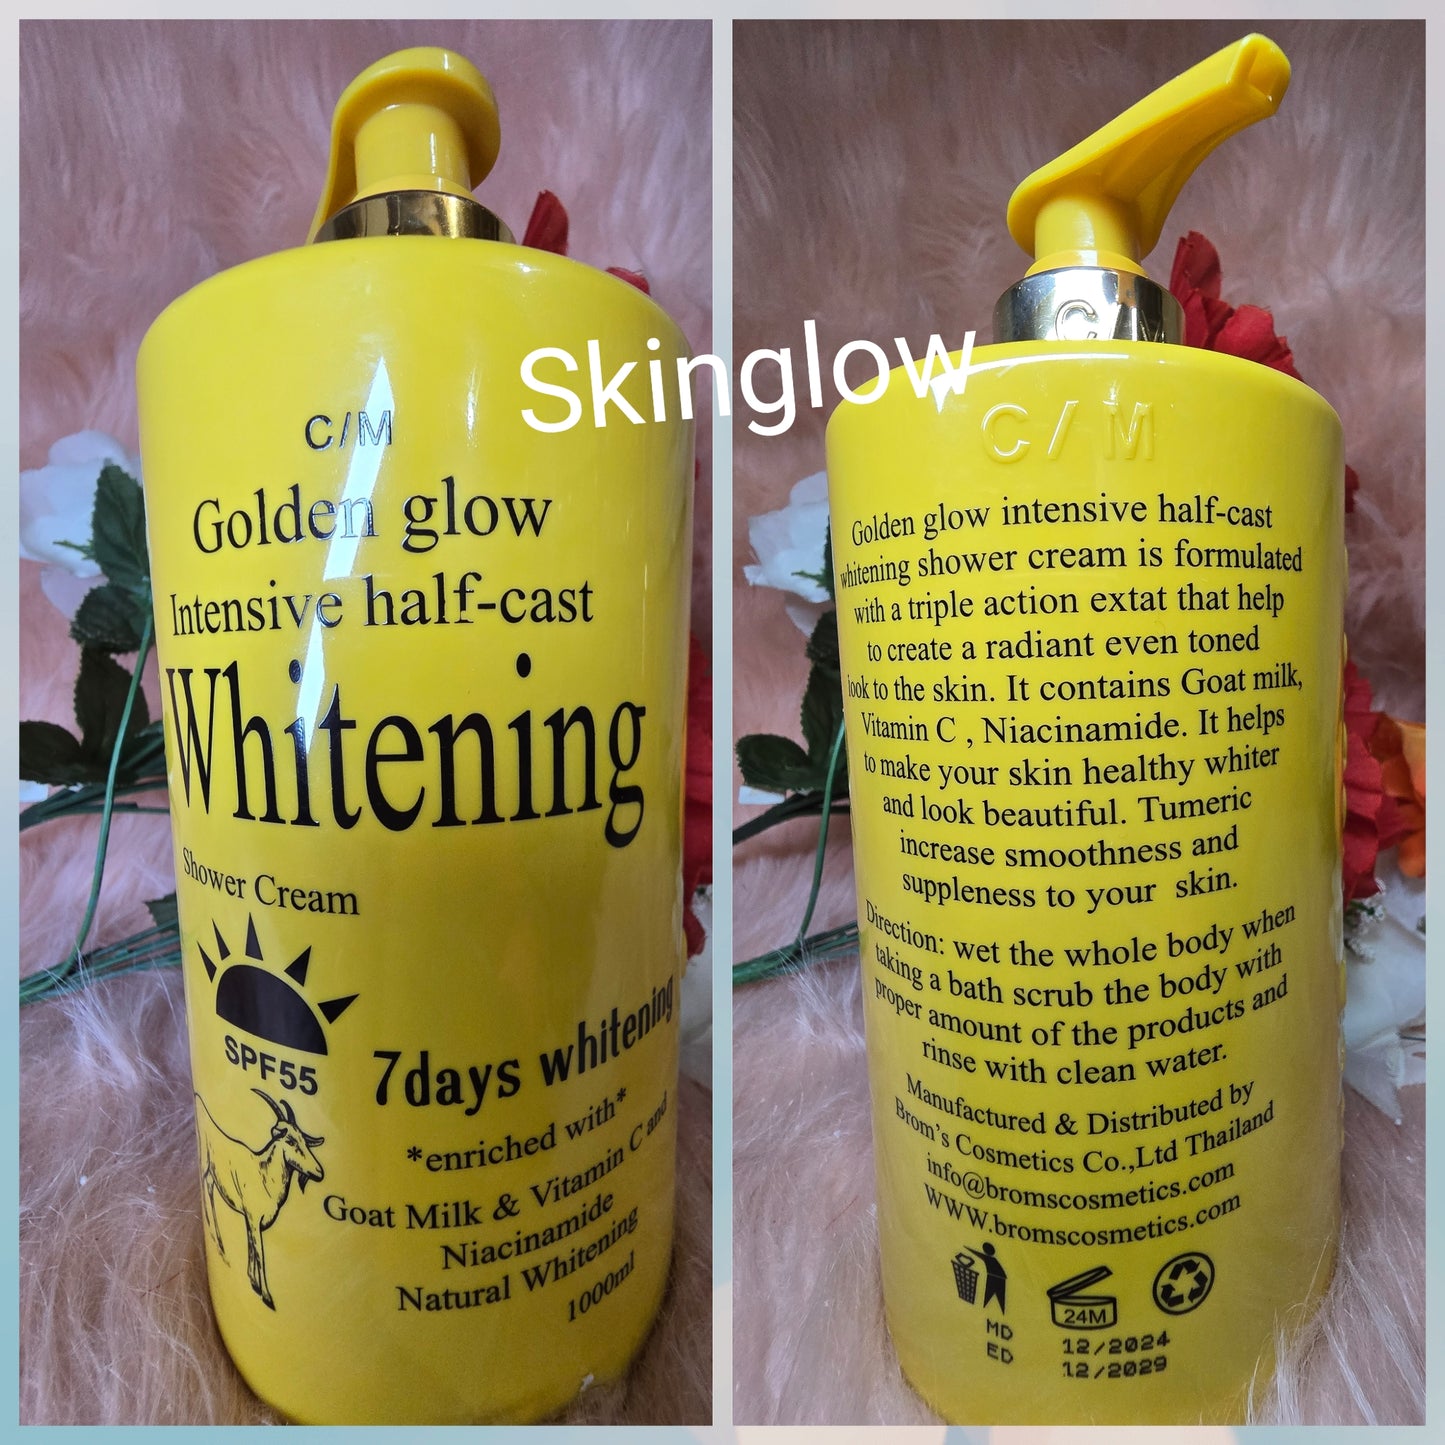 Skinglow
C/M
Golden glow
Intensive half-cast
Whitening
Shower Cream
SPF55
7days whitening
*enriched with*
Goat Milk & Vitamin C and
Niacinamide
Natural Whitening
1000ml
C/M
C / M
Golden glow intensive half-cast
whitening shower cream is formulated
with a triple action extat that help
to create a radiant even toned
look to the skin. It contains Goat milk,
Vitamin C , Niacinamide. It helps
to make your skin healthy whiter
and look beautiful. Tumeric
increase smoothness and
suppleness to your skin.
Direction: wet the whole body when
taking a bath scrub the body with
proper amount of the products and
rinse with clean water.
Manufactured & Distributed by
Brom's Cosmetics Co.,Ltd Thailand
info@bromscosmetics.com
WWW.bromscosmetics.com
24M
MD 12/2024
ED 12/2029